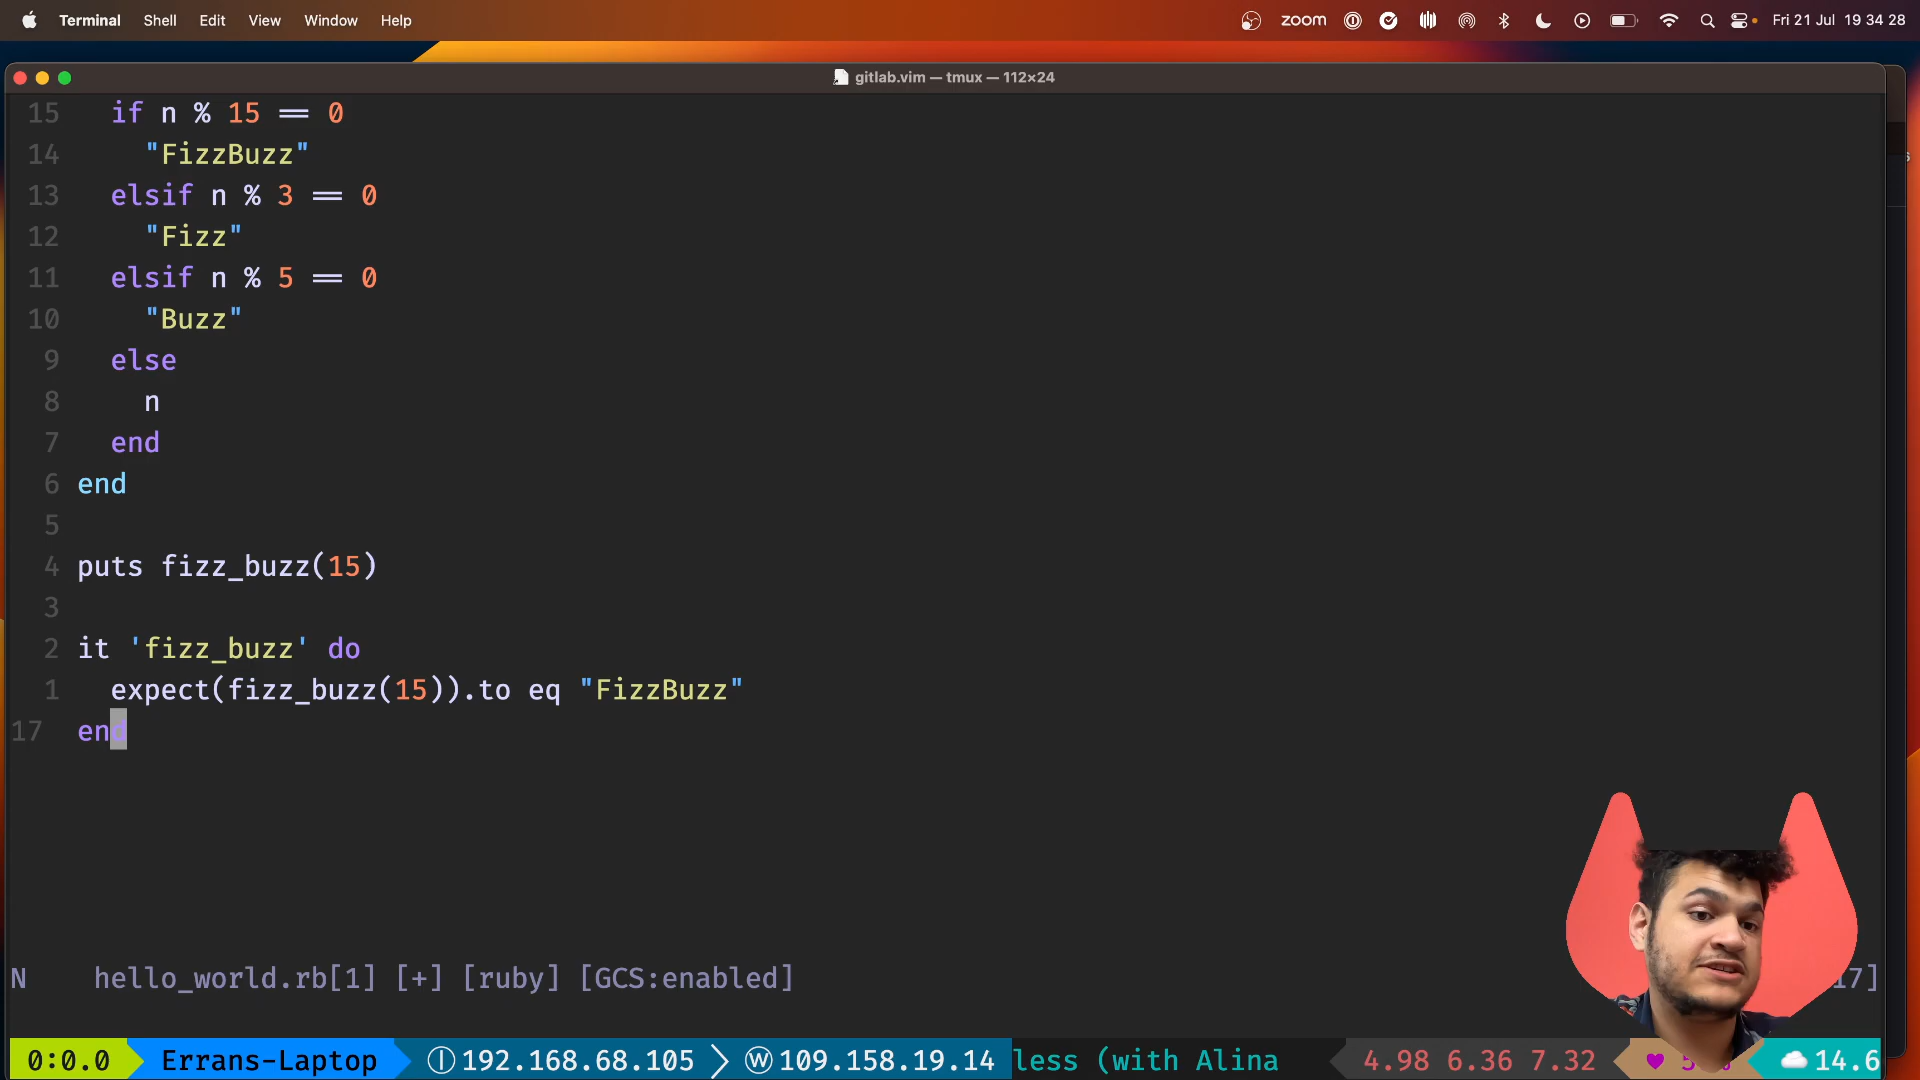 Terminal Shell Edit View Window Help zoom Fri 21 Jul 19 34 28
gitlab.vim — tmux — 112×24
15 if n % 15 == 0
14 "FizzBuzz"
13 elsif n % 3 == 0
12 "Fizz"
11 elsif n % 5 == 0
10 "Buzz"
9 else
8 n
7 end
6 end
5
4 puts fizz_buzz(15)
3
2 it 'fizz_buzz' do
1 expect(fizz_buzz(15)).to eq "FizzBuzz"
17 end
N hello_world.rb[1] [+] [ruby] [GCS:enabled] 17]
0:0.0 Errans-Laptop I 192.168.68.105 W 109.158.19.14 less (with Alina 4.98 6.36 7.32 14.6